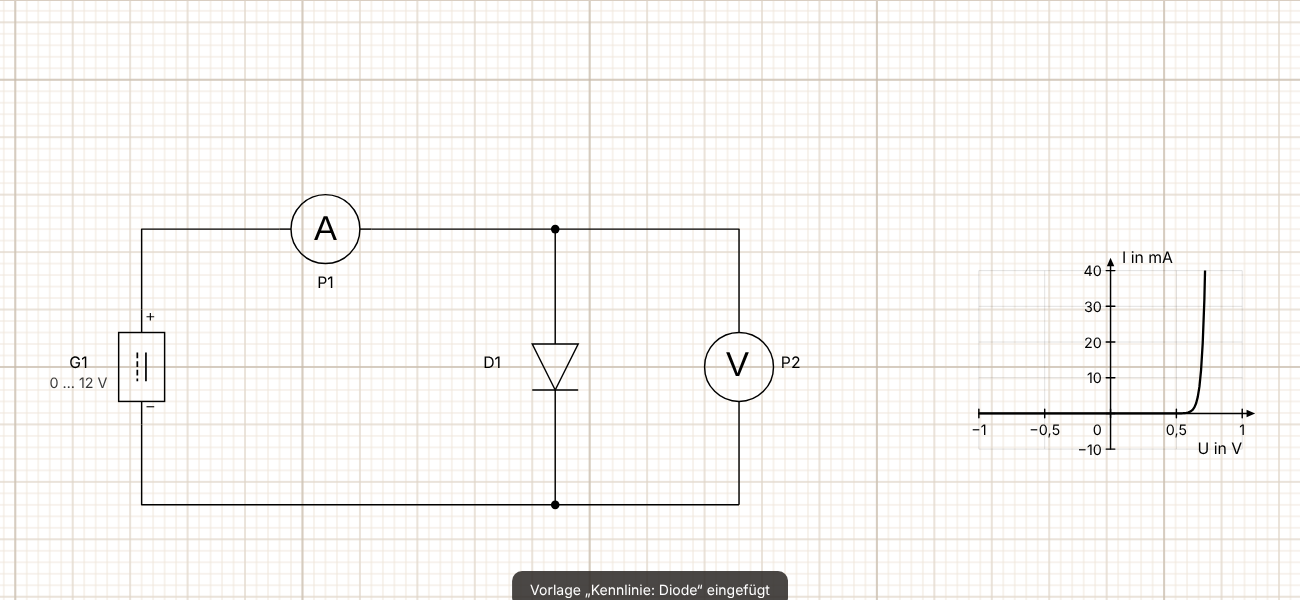 A
P1
+
G1
0 ... 12 V
−
D1
V
P2
I in mA
40
30
20
10
−1
−0,5
0
0,5
1
−10
U in V
Vorlage „Kennlinie: Diode“ eingefügt